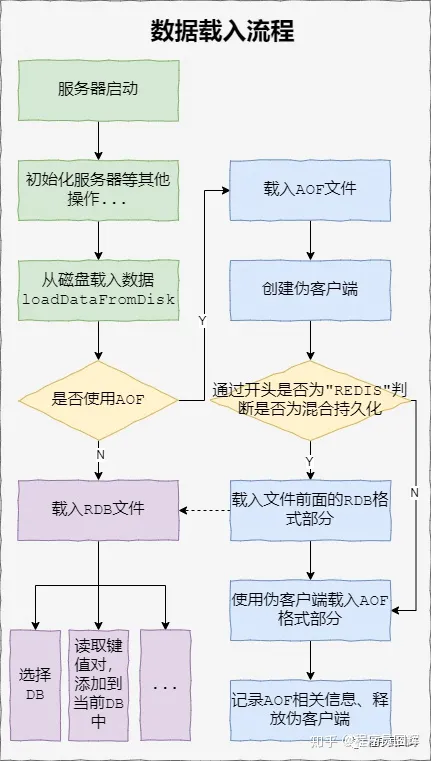 数据载入流程
服务器启动
初始化服务器等其他
操作...
从磁盘载入数据
loadDataFromDisk
是否使用AOF
Y
N
载入RDB文件
选择
DB
读取键
值对，
添加到
当前DB
中
...
载入AOF文件
创建伪客户端
通过开头是否为"REDIS"判
断是否为混合持久化
Y
N
载入文件前面的RDB格
式部分
使用伪客户端载入AOF
格式部分
记录AOF相关信息、释
放伪客户端
知乎